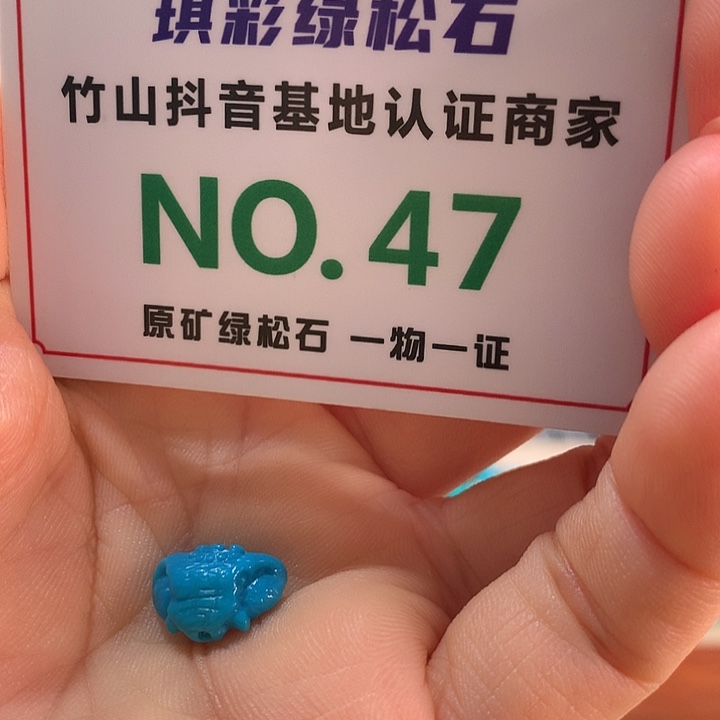 琪彩绿松石
竹山抖音基地认证商家
NO.47
原矿绿松石 一物一证